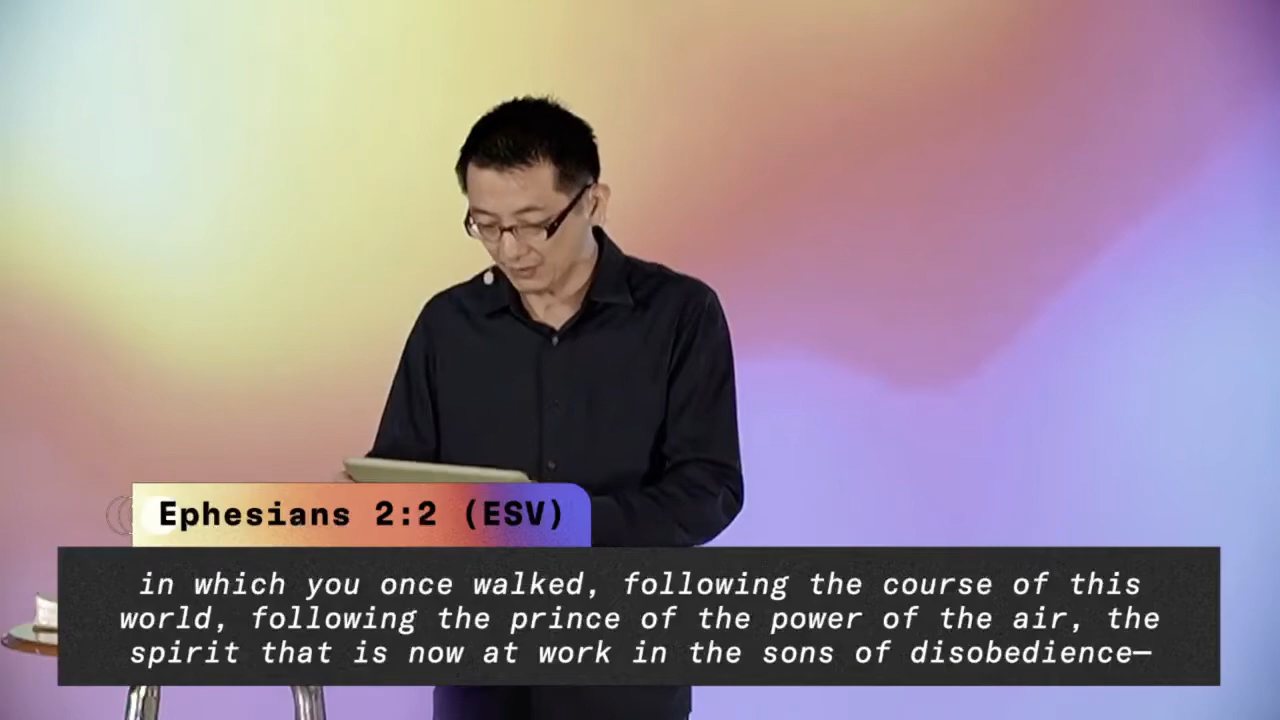 Ephesians 2:2 (ESV)
in which you once walked, following the course of this
world, following the prince of the power of the air, the
spirit that is now at work in the sons of disobedience—